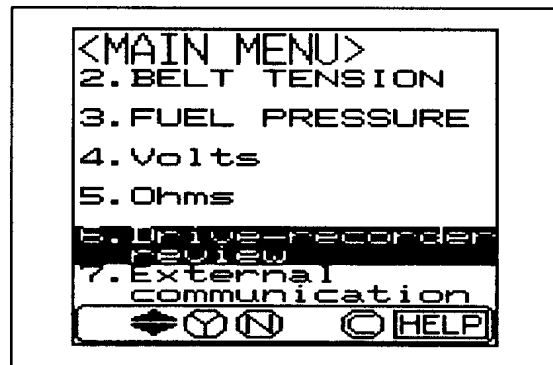 <MAIN MENU>
2.BELT TENSION
3.FUEL PRESSURE
4.Volts
5.Ohms
6.Drive-recorder
review
7.External
communication
Y N C HELP